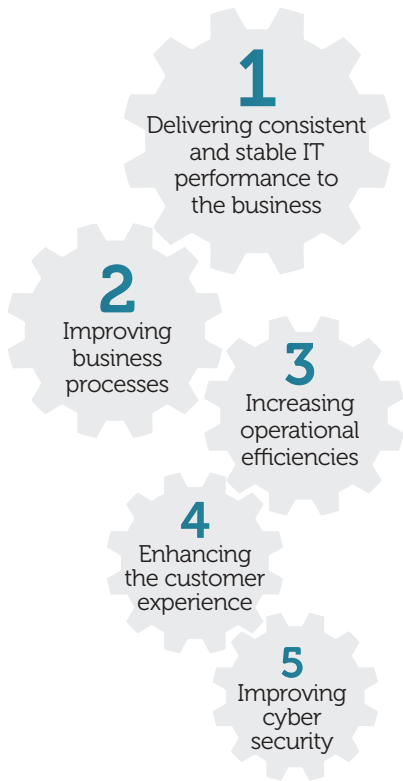 1
Delivering consistent
and stable IT
performance to
the business
2
Improving
business
processes
3
Increasing
operational
efficiencies
4
Enhancing
the customer
experience
5
Improving
cyber
security